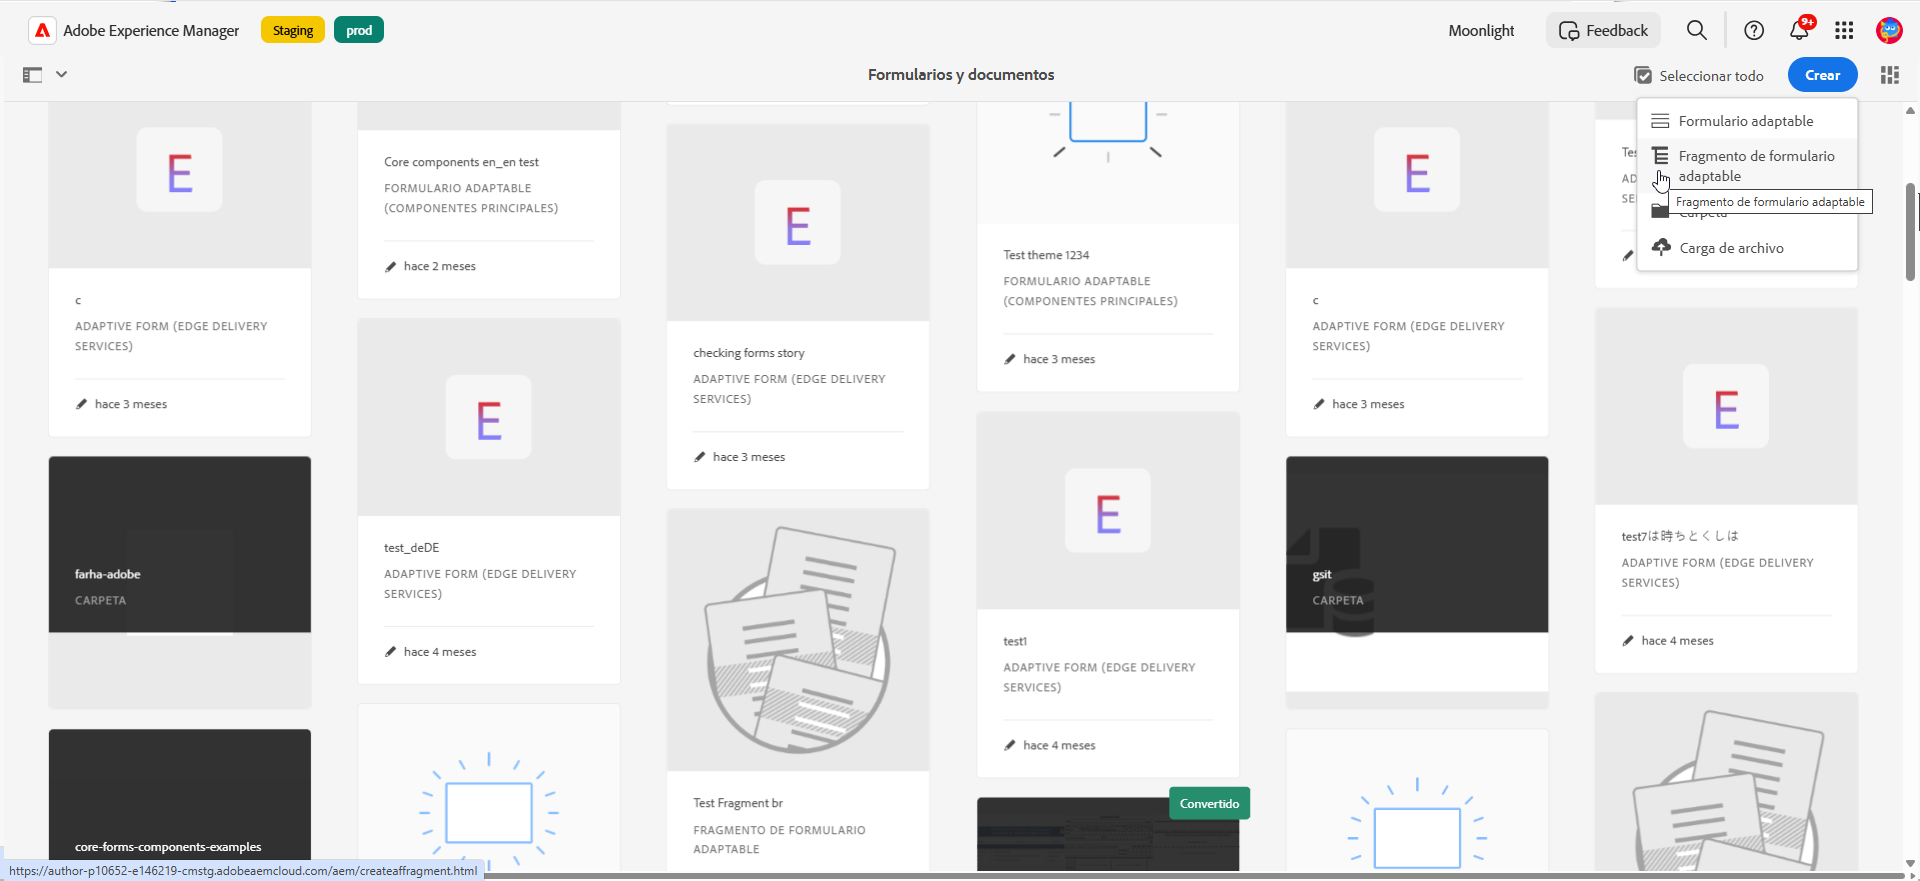 Adobe Experience Manager
Staging
prod
Moonlight
Feedback
9+
Formularios y documentos
Seleccionar todo
Crear
Formulario adaptable
Fragmento de formulario
adaptable
Fragmento de formulario adaptable
Carpeta
Carga de archivo
E
c
ADAPTIVE FORM (EDGE DELIVERY
SERVICES)
hace 3 meses
farha-adobe
CARPETA
core-forms-components-examples
Core components en_en test
FORMULARIO ADAPTABLE
(COMPONENTES PRINCIPALES)
hace 2 meses
E
test_deDE
ADAPTIVE FORM (EDGE DELIVERY
SERVICES)
hace 4 meses
E
checking forms story
ADAPTIVE FORM (EDGE DELIVERY
SERVICES)
hace 3 meses
Test Fragment br
FRAGMENTO DE FORMULARIO
ADAPTABLE
Test theme 1234
FORMULARIO ADAPTABLE
(COMPONENTES PRINCIPALES)
hace 3 meses
E
test1
ADAPTIVE FORM (EDGE DELIVERY
SERVICES)
hace 4 meses
Convertido
E
c
ADAPTIVE FORM (EDGE DELIVERY
SERVICES)
hace 3 meses
gsit
CARPETA
E
test7は時ちとくしは
ADAPTIVE FORM (EDGE DELIVERY
SERVICES)
hace 4 meses
https://author-p10652-e146219-cmstg.adobeaemcloud.com/aem/createaffragment.html